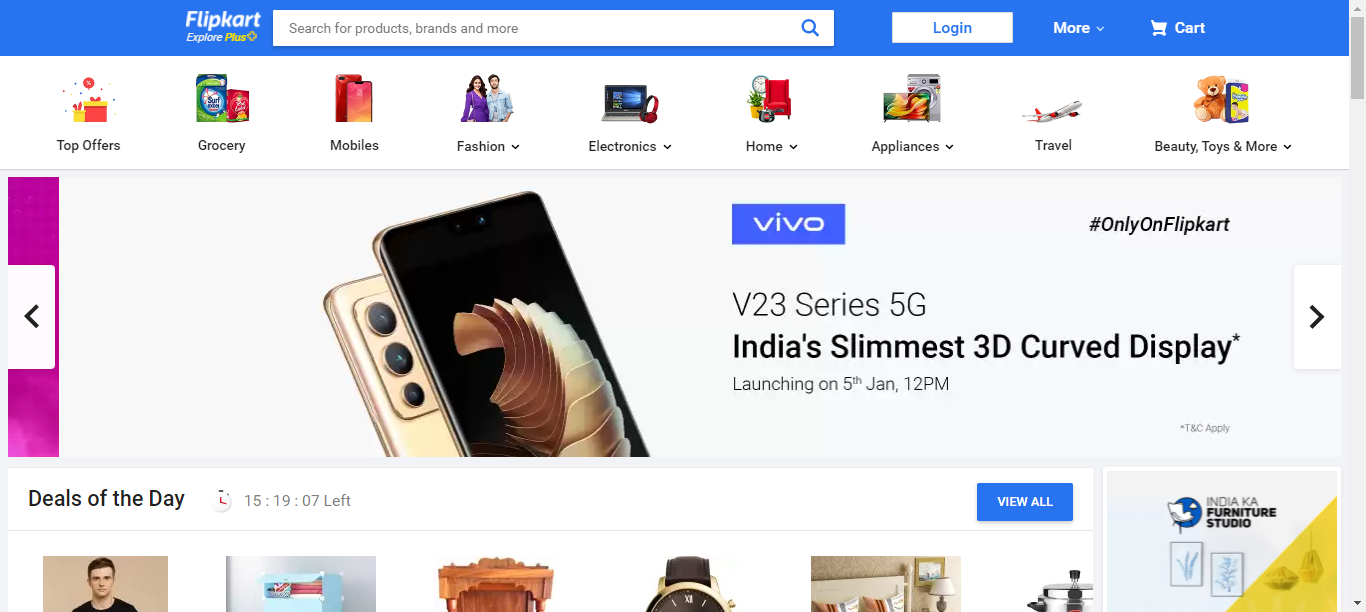 Flipkart
Explore Plus
Search for products, brands and more
Login
More
Cart
Top Offers
Grocery
Mobiles
Fashion
Electronics
Home
Appliances
Travel
Beauty, Toys & More
vivo
#OnlyOnFlipkart
V23 Series 5G
India's Slimmest 3D Curved Display*
Launching on 5th Jan, 12PM
*T&C Apply
Deals of the Day
15 : 19 : 07 Left
VIEW ALL
INDIA KA
FURNITURE
STUDIO